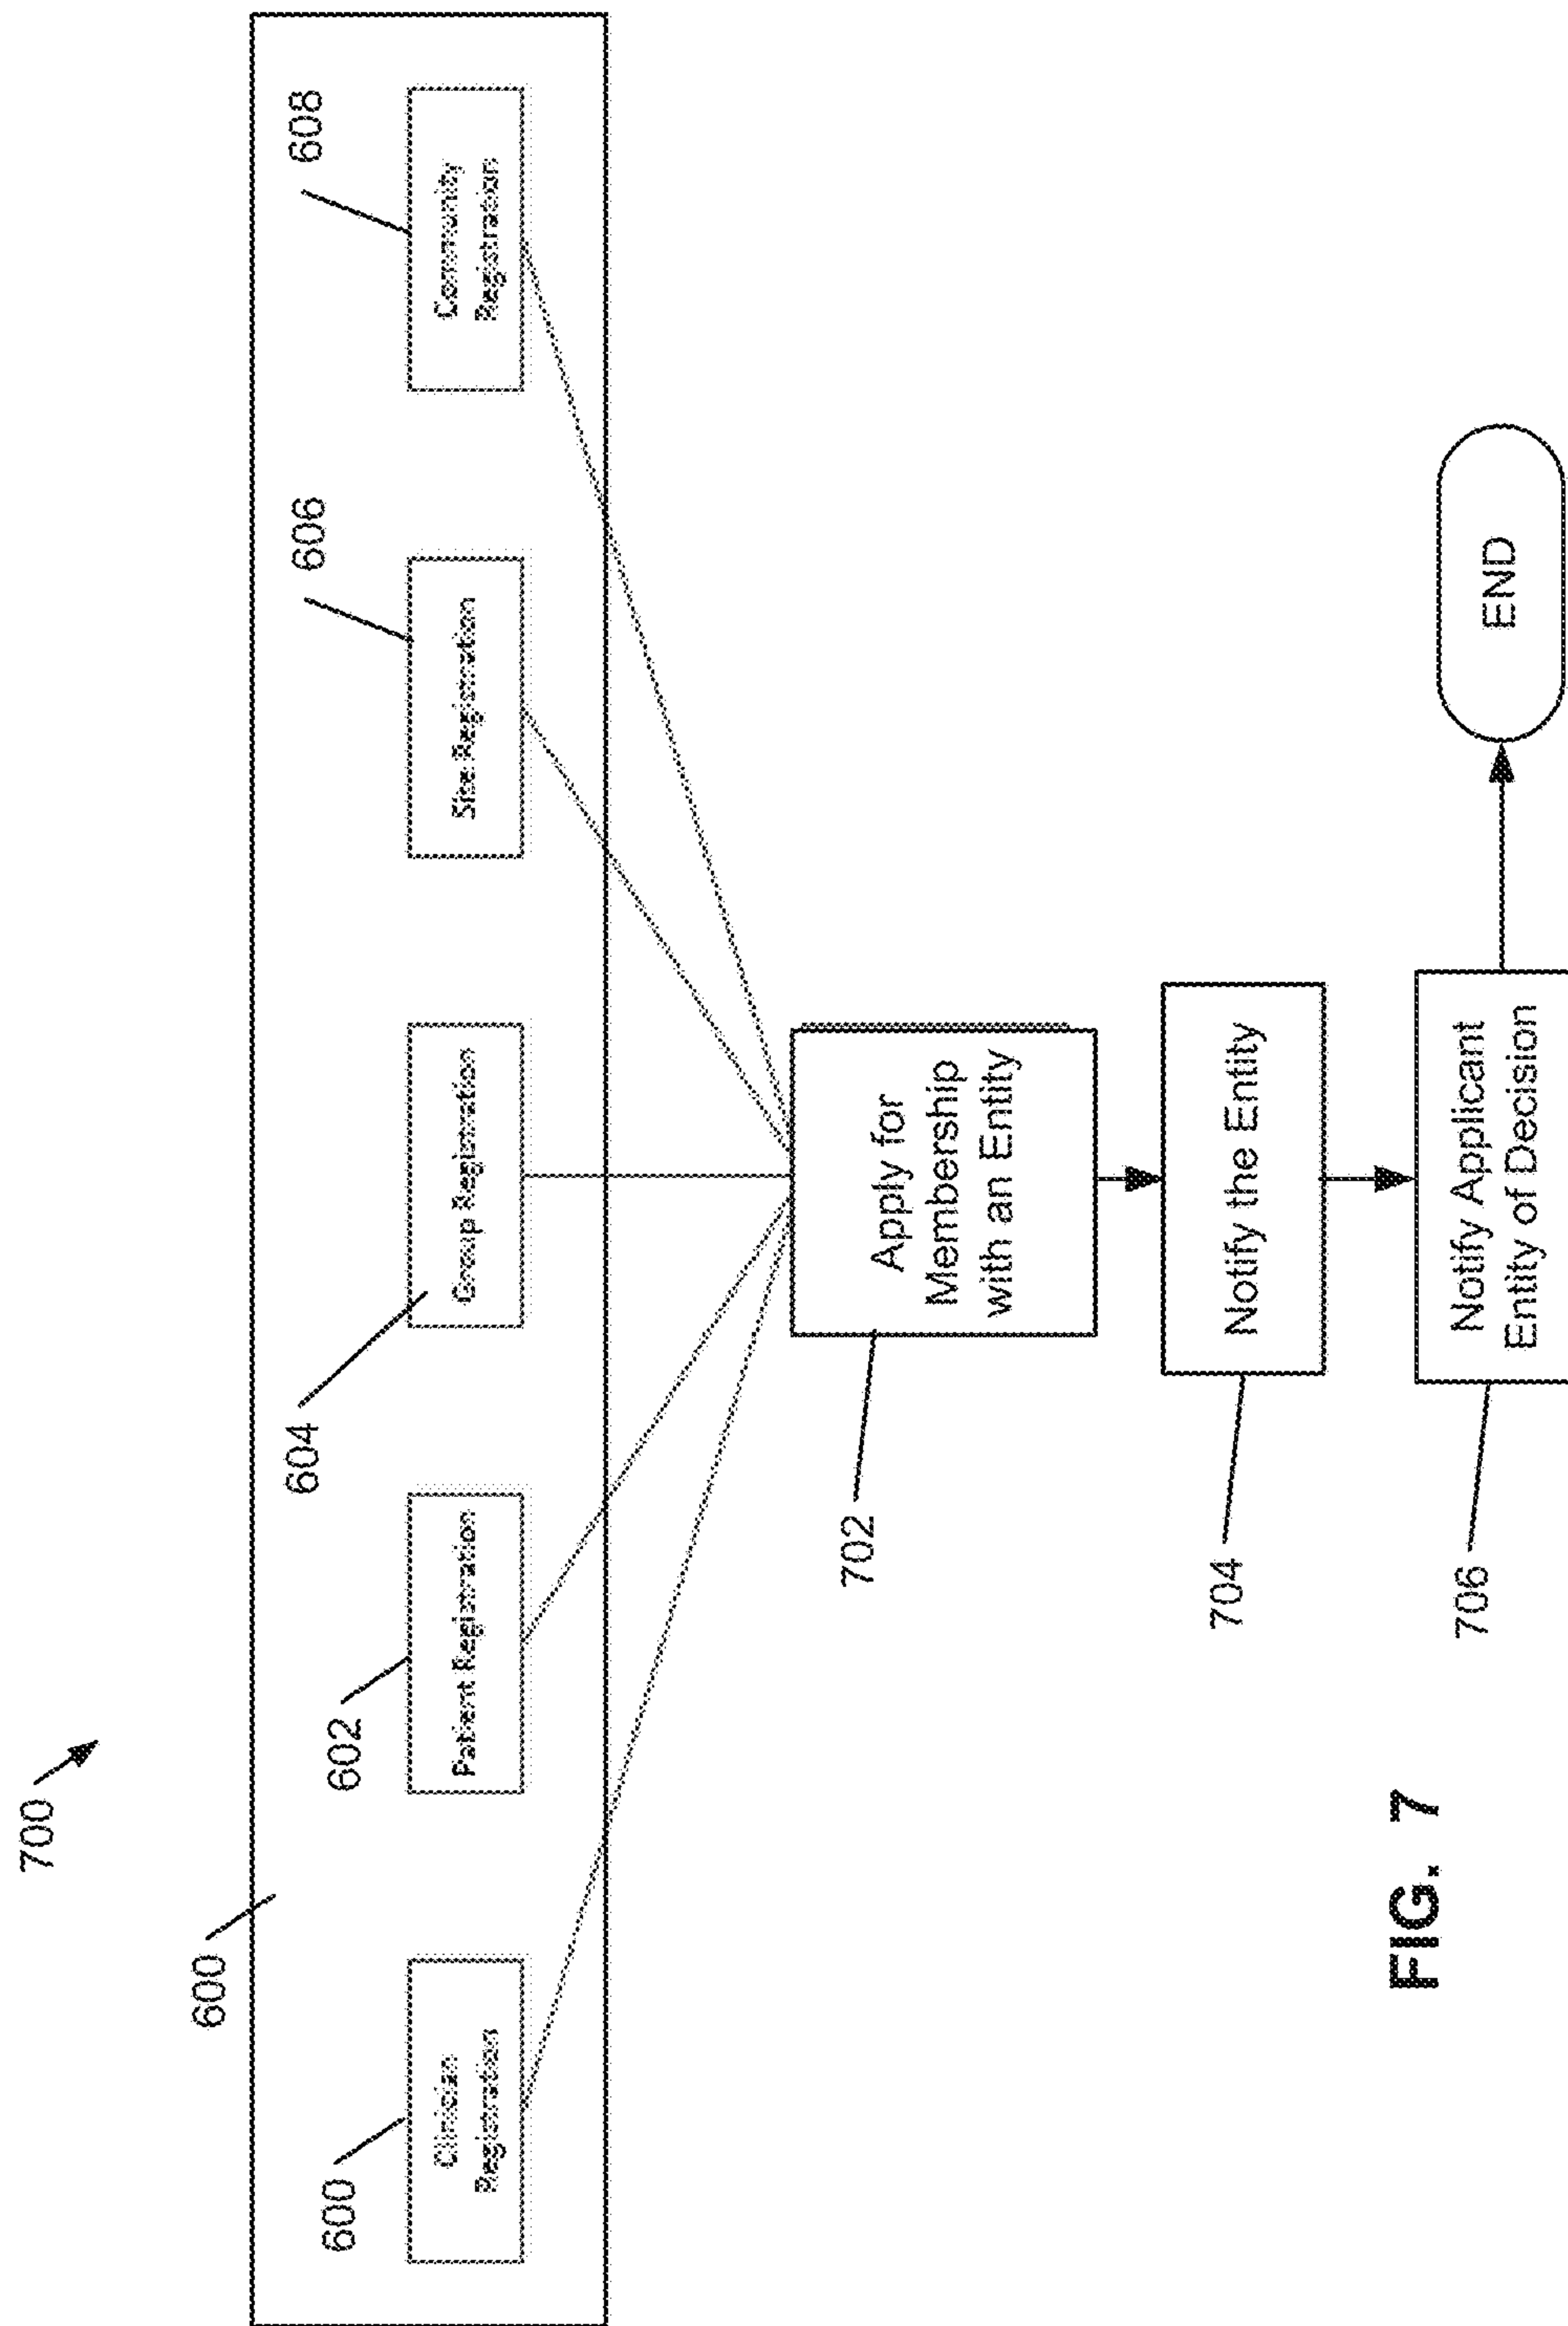 700
600
600
Clinician
Registration
602
Patient Registration
604
Group Registration
606
Site Registration
608
Community
Registration
702
Apply for
Membership
with an Entity
704
Notify the Entity
706
Notify Applicant
Entity of Decision
END
FIG. 7